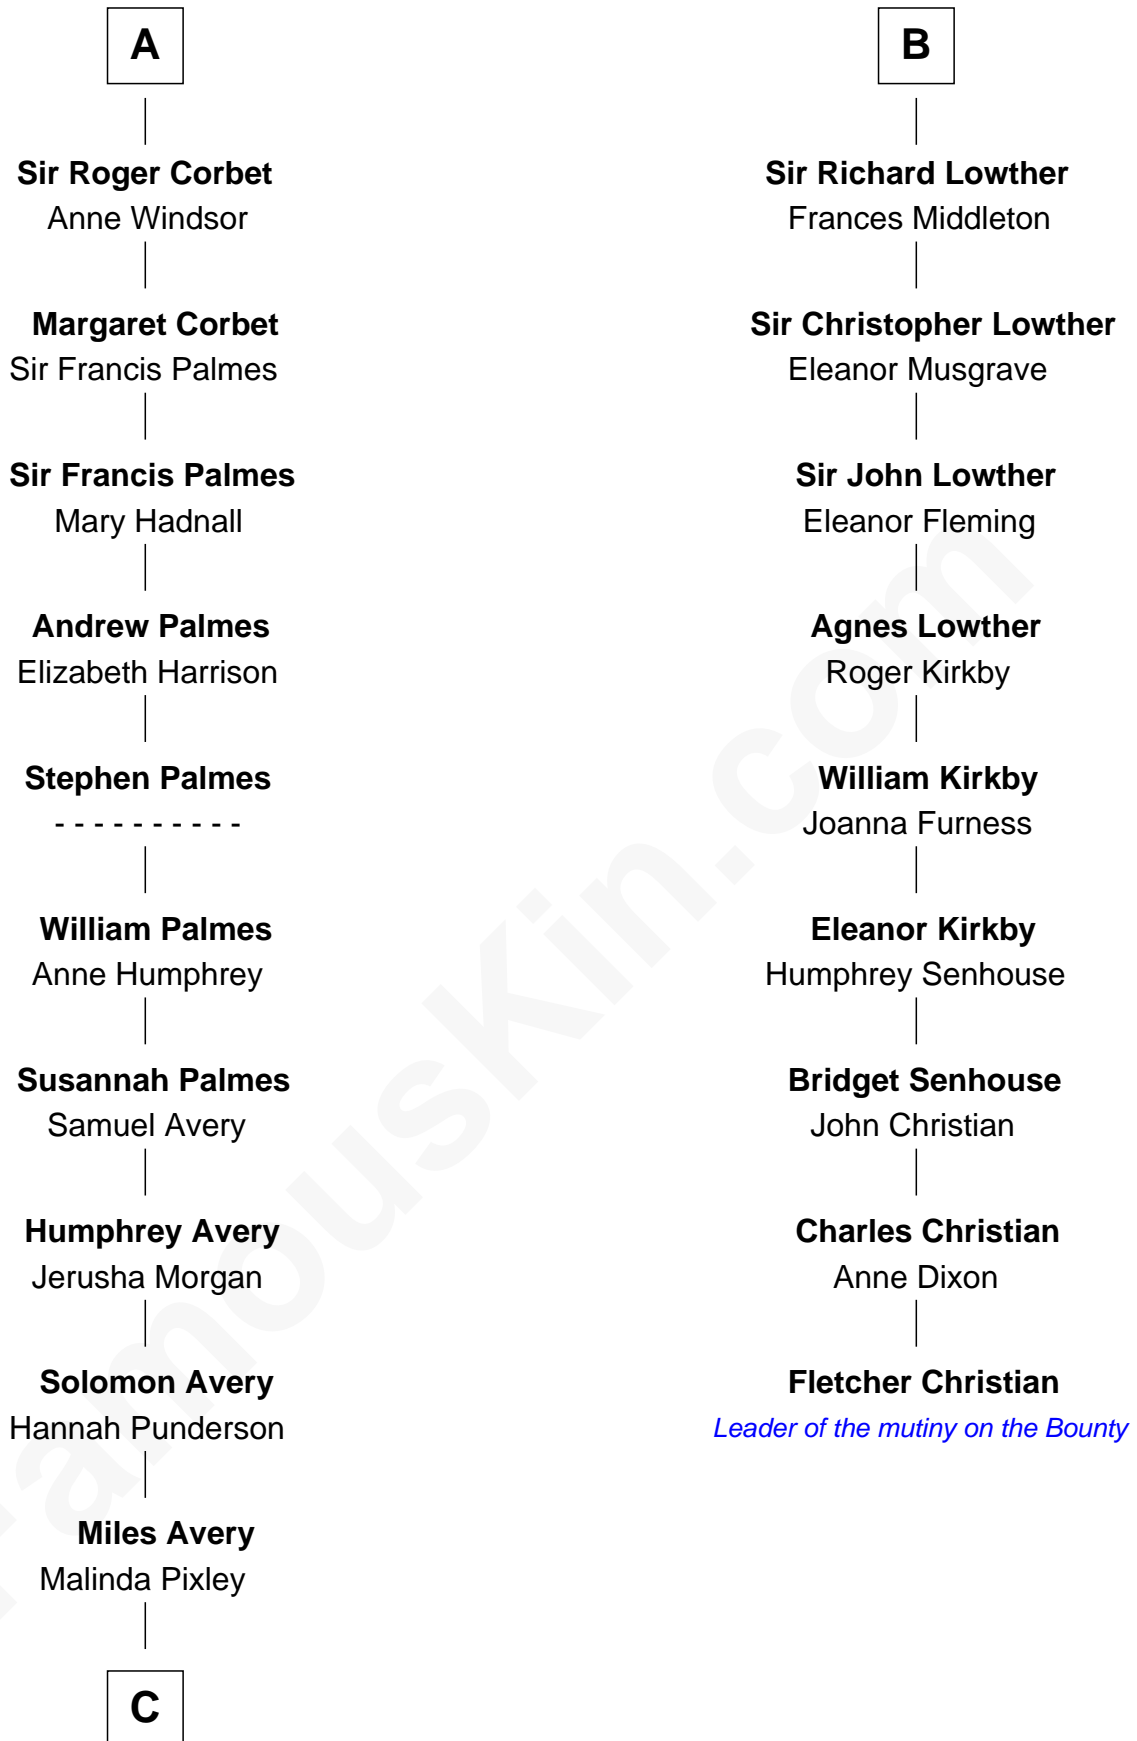 A
Sir Roger Corbet
Anne Windsor
Margaret Corbet
Sir Francis Palmes
Sir Francis Palmes
Mary Hadnall
Andrew Palmes
Elizabeth Harrison
Stephen Palmes
- - - - - - - - - -
William Palmes
Anne Humphrey
Susannah Palmes
Samuel Avery
Humphrey Avery
Jerusha Morgan
Solomon Avery
Hannah Punderson
Miles Avery
Malinda Pixley
C
B
Sir Richard Lowther
Frances Middleton
Sir Christopher Lowther
Eleanor Musgrave
Sir John Lowther
Eleanor Fleming
Agnes Lowther
Roger Kirkby
William Kirkby
Joanna Furness
Eleanor Kirkby
Humphrey Senhouse
Bridget Senhouse
John Christian
Charles Christian
Anne Dixon
Fletcher Christian
Leader of the mutiny on the Bounty
FamousKin.com